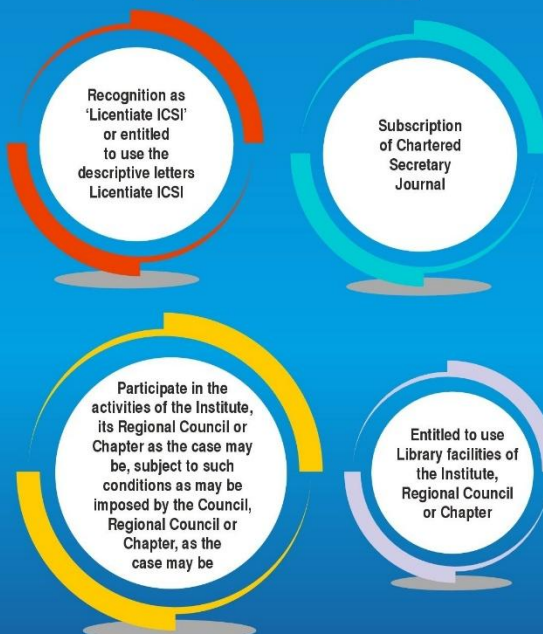 Recognition as
‘Licentiate ICSI’
or entitled
to use the
descriptive letters
Licentiate ICSI
Subscription
of Chartered
Secretary
Journal
Participate in the
activities of the Institute,
its Regional Council or
Chapter as the case may
be, subject to such
conditions as may be
imposed by the Council,
Regional Council or
Chapter, as the
case may be
Entitled to use
Library facilities of
the Institute,
Regional Council
or Chapter